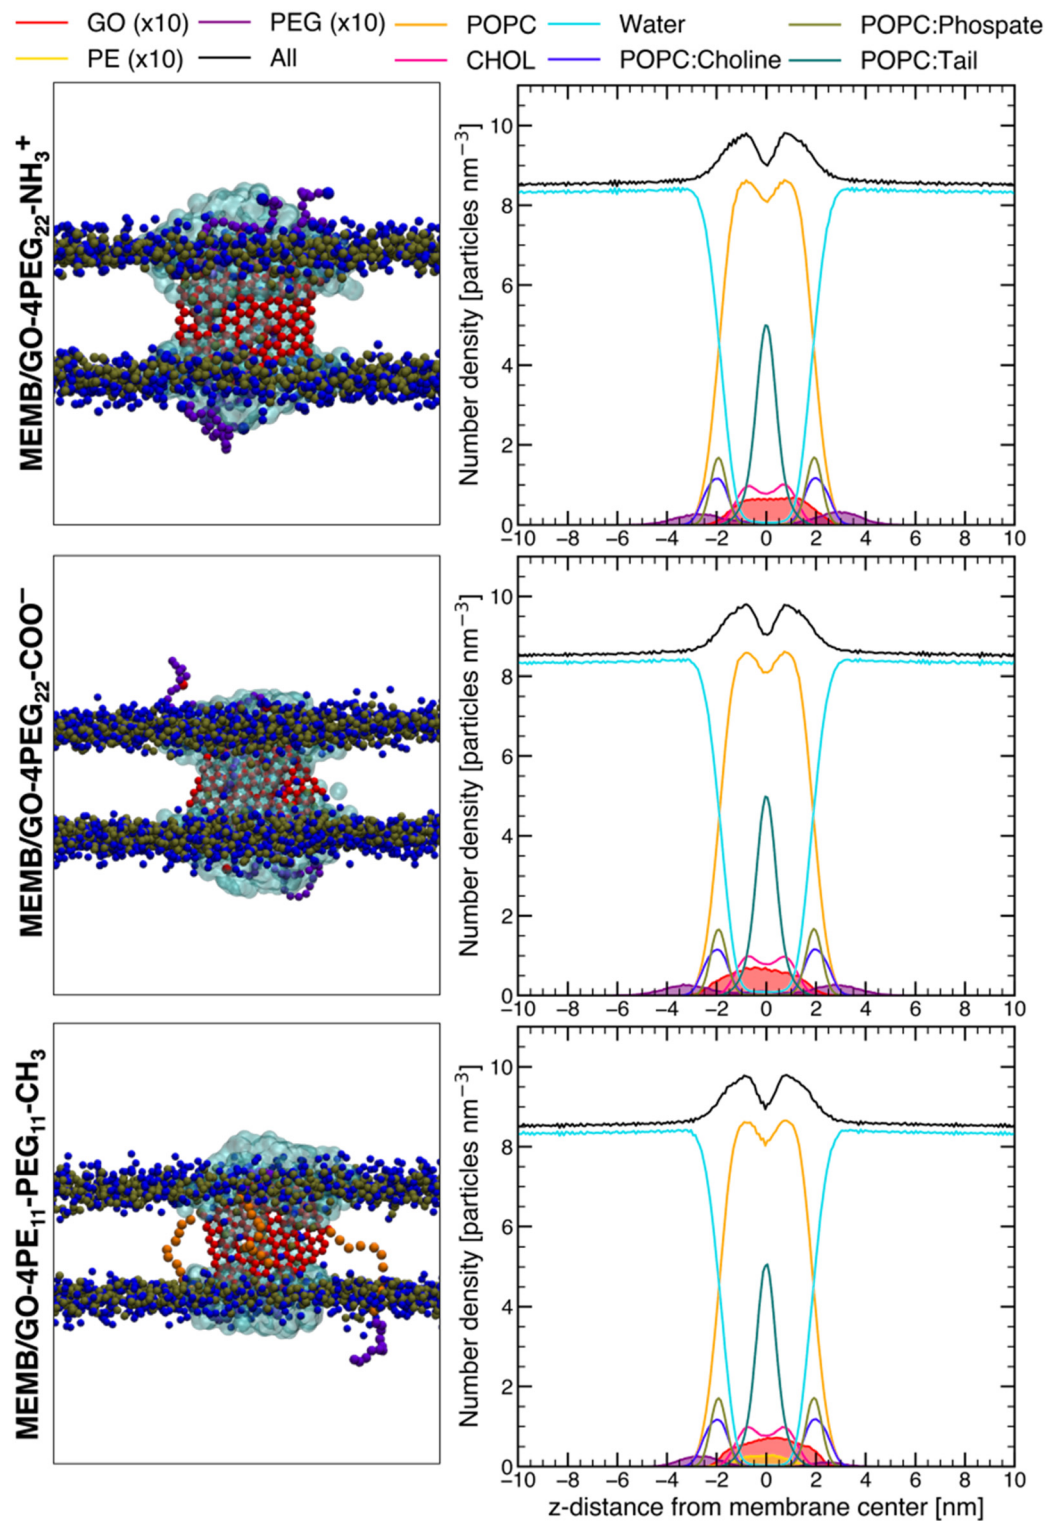 GO (x10) PEG (x10) POPC Water POPC:Phospate
PE (x10) All CHOL POPC:Choline POPC:Tail
MEMB/GO-4PEG₂₂-NH₃⁺
Number density [particles nm⁻³]
10
8
6
4
2
0
−10 −8 −6 −4 −2 0 2 4 6 8 10
MEMB/GO-4PEG₂₂-COO⁻
Number density [particles nm⁻³]
10
8
6
4
2
0
−10 −8 −6 −4 −2 0 2 4 6 8 10
MEMB/GO-4PE₁₁-PEG₁₁-CH₃
Number density [particles nm⁻³]
10
8
6
4
2
0
−10 −8 −6 −4 −2 0 2 4 6 8 10
z-distance from membrane center [nm]